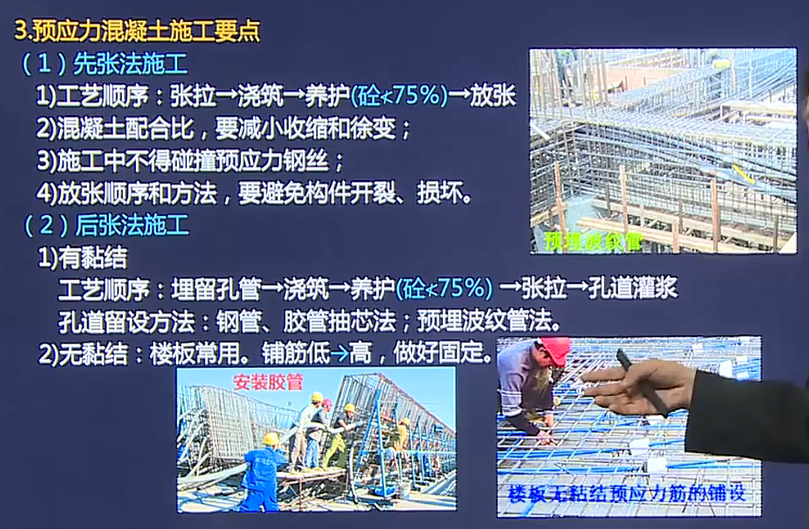 3.预应力混凝土施工要点
（1）先张法施工
1)工艺顺序：张拉→浇筑→养护(砼≮75%)→放张
2)混凝土配合比，要减小收缩和徐变；
3)施工中不得碰撞预应力钢丝；
4)放张顺序和方法，要避免构件开裂、损坏。
预埋波纹管
（2）后张法施工
1)有黏结
工艺顺序：埋留孔管→浇筑→养护(砼≮75%) →张拉→孔道灌浆
孔道留设方法：钢管、胶管抽芯法；预埋波纹管法。
2)无黏结：楼板常用。铺筋低→高，做好固定。
安装胶管
楼板无粘结预应力筋的铺设